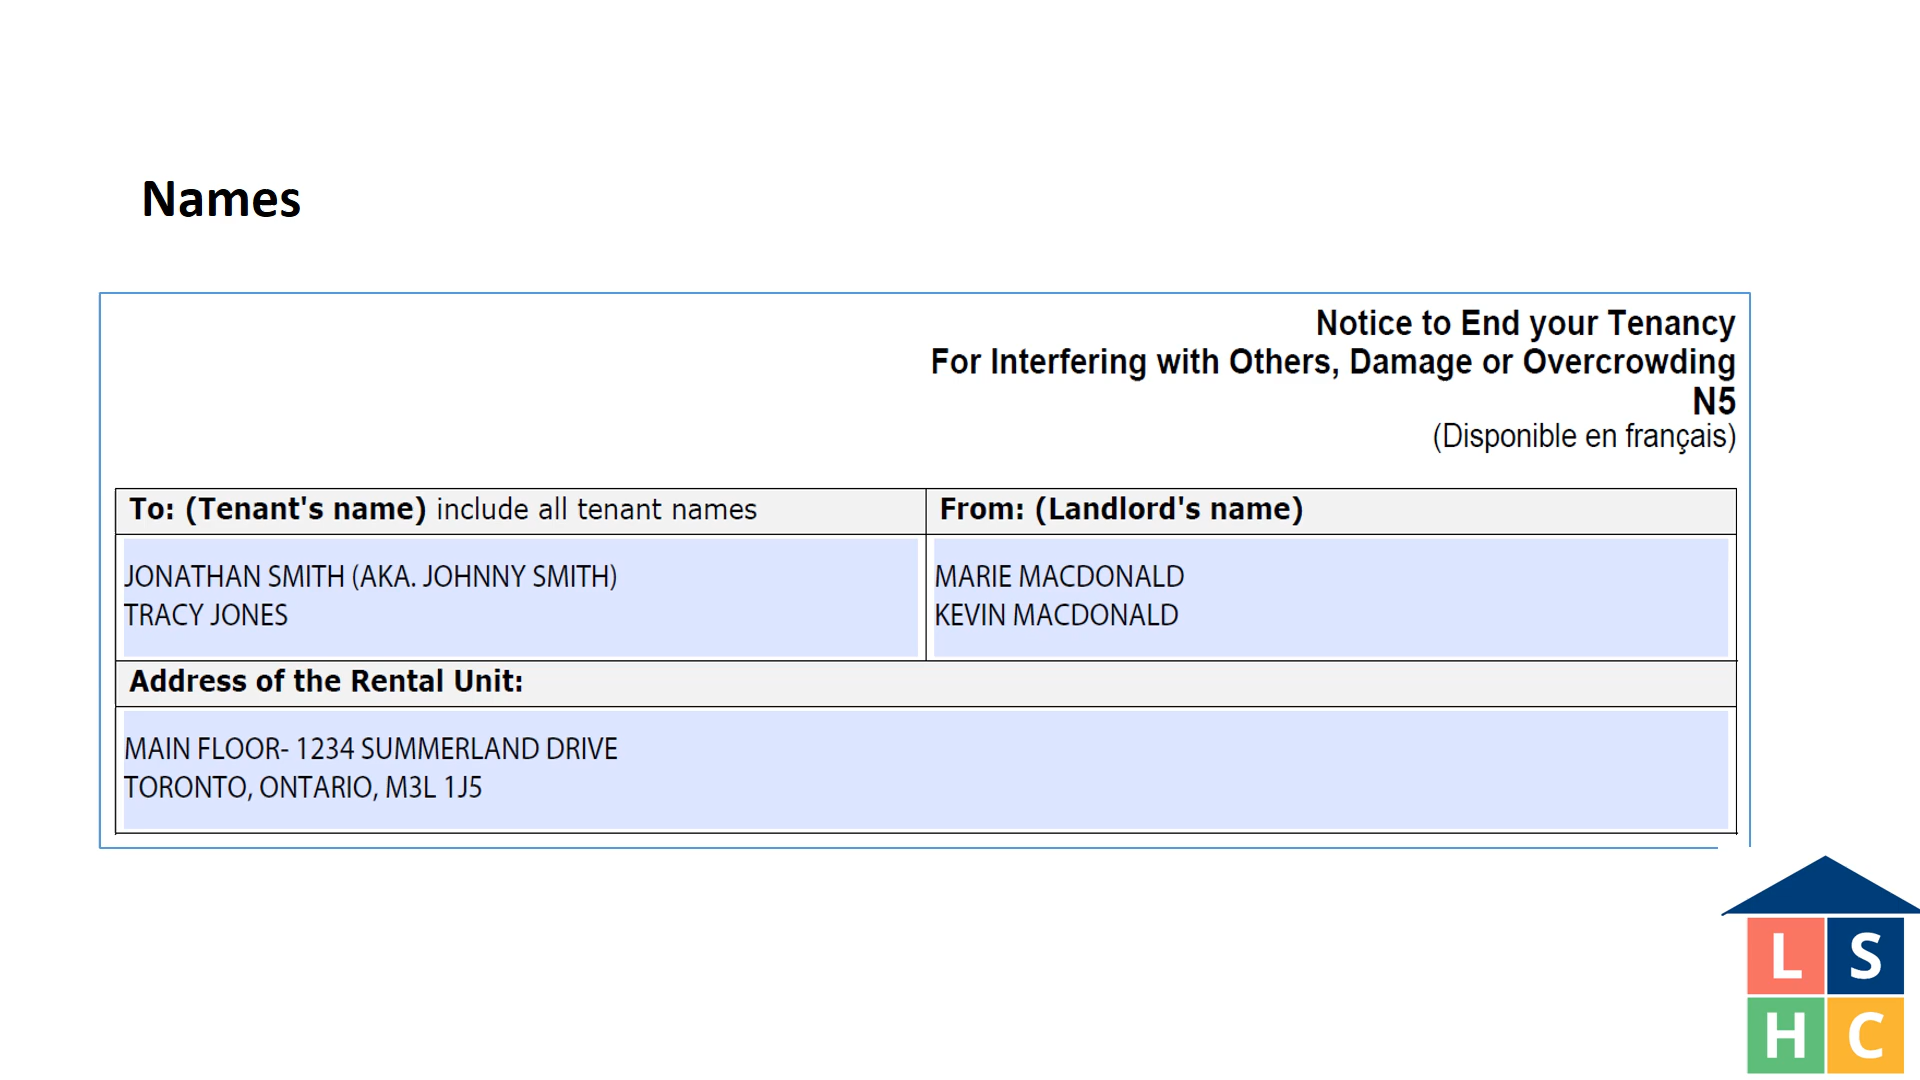 Names
Notice to End your Tenancy
For Interfering with Others, Damage or Overcrowding
N5
(Disponible en français)
To: (Tenant's name) include all tenant names
From: (Landlord's name)
JONATHAN SMITH (AKA. JOHNNY SMITH)
TRACY JONES
MARIE MACDONALD
KEVIN MACDONALD
Address of the Rental Unit:
MAIN FLOOR- 1234 SUMMERLAND DRIVE
TORONTO, ONTARIO, M3L 1J5
L S
H C